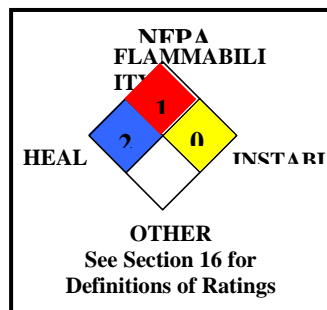 NFPA
FLAMMABILI
ITY
1
2
0
HEAL
INSTABI
OTHER
See Section 16 for
Definitions of Ratings